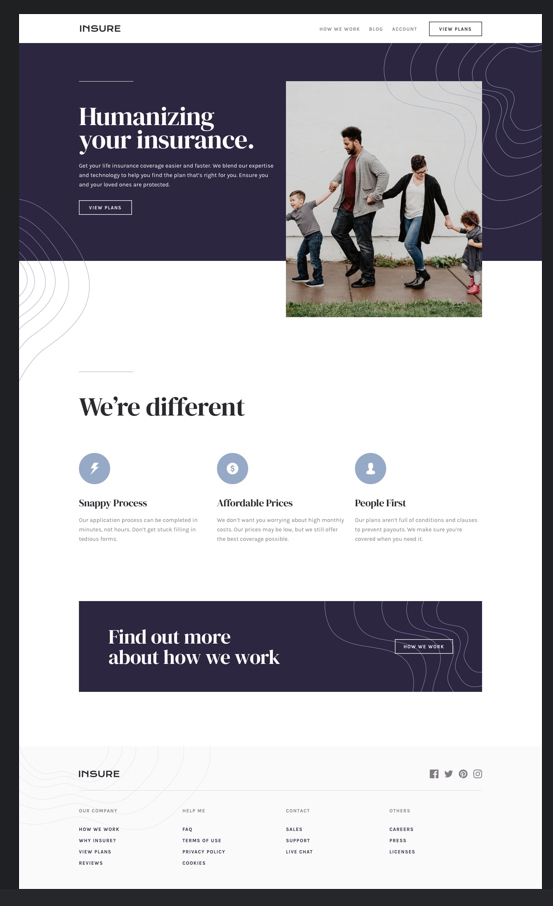 INSURE
HOW WE WORK BLOG ACCOUNT VIEW PLANS
Humanizing
your insurance.
Get your life insurance coverage easier and faster. We blend our expertise
and technology to help you find the plan that's right for you. Ensure you
and your loved ones are protected.
VIEW PLANS
We're different
Snappy Process
Our application process can be completed in
minutes, not hours. Don't get stuck filling in
tedious forms.
Affordable Prices
We don't want you worrying about high monthly
costs. Our prices may be low, but we still offer
the best coverage possible.
People First
Our plans aren't full of conditions and clauses
to prevent payouts. We make sure you're
covered when you need it.
Find out more
about how we work
HOW WE WORK
INSURE
OUR COMPANY
HOW WE WORK
WHY INSURE?
VIEW PLANS
REVIEWS
HELP ME
FAQ
TERMS OF USE
PRIVACY POLICY
COOKIES
CONTACT
SALES
SUPPORT
LIVE CHAT
OTHERS
CAREERS
PRESS
LICENSES